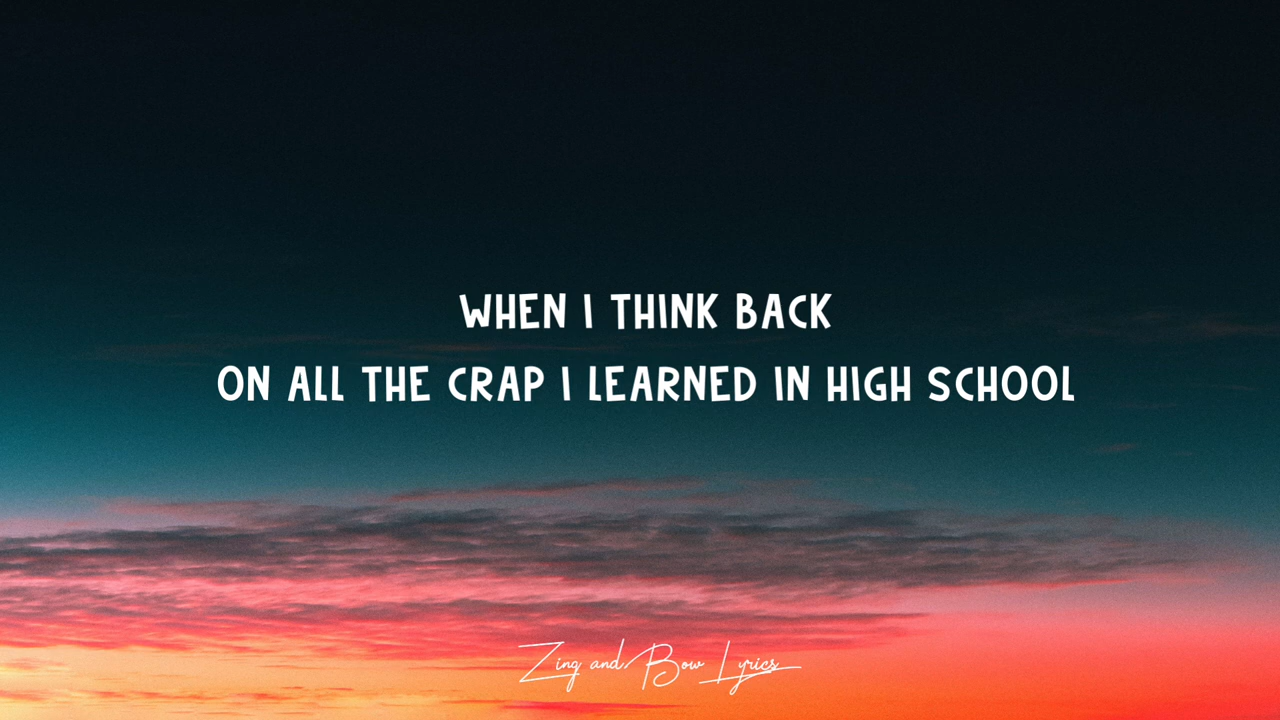 WHEN I THINK BACK
ON ALL THE CRAP I LEARNED IN HIGH SCHOOL
Zing and Bow Lyrics